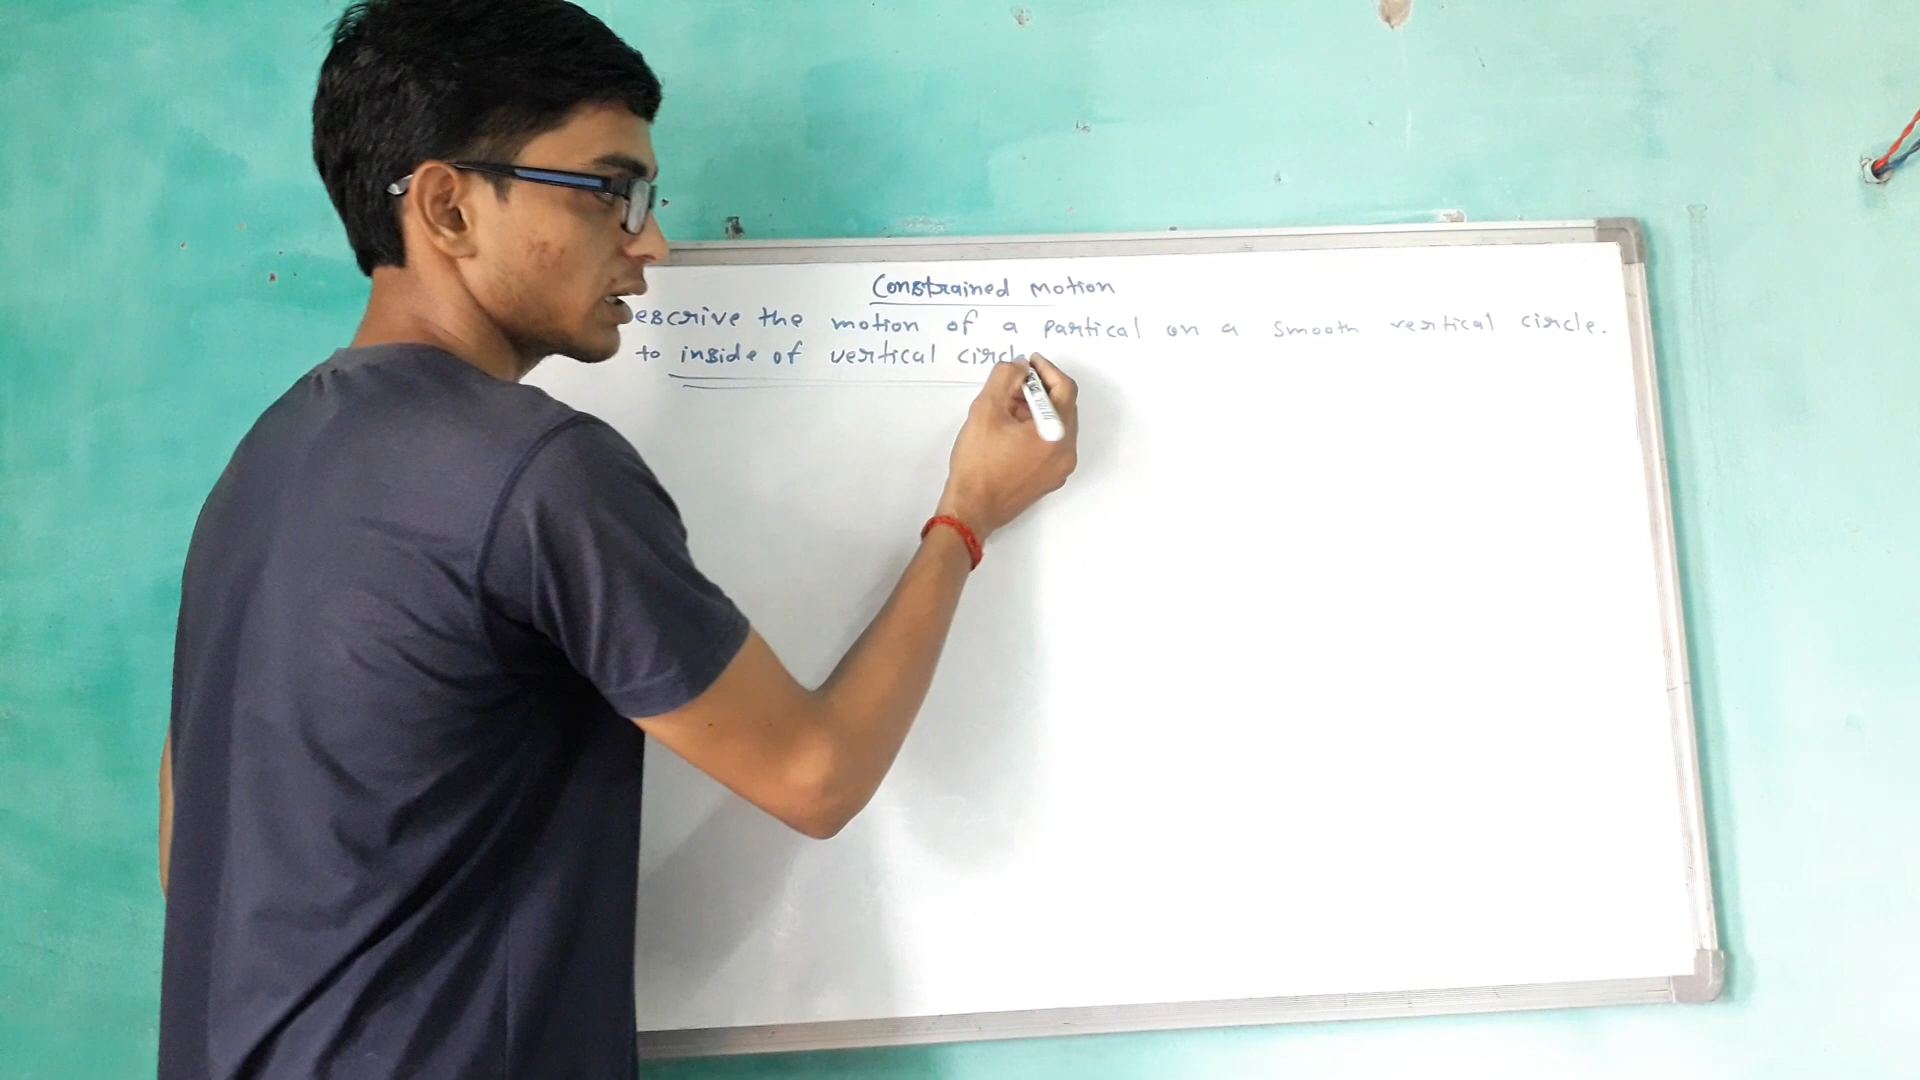 Constrained Motion
escrive the motion of a partical on a smooth vertical circle.
to inside of vertical circle